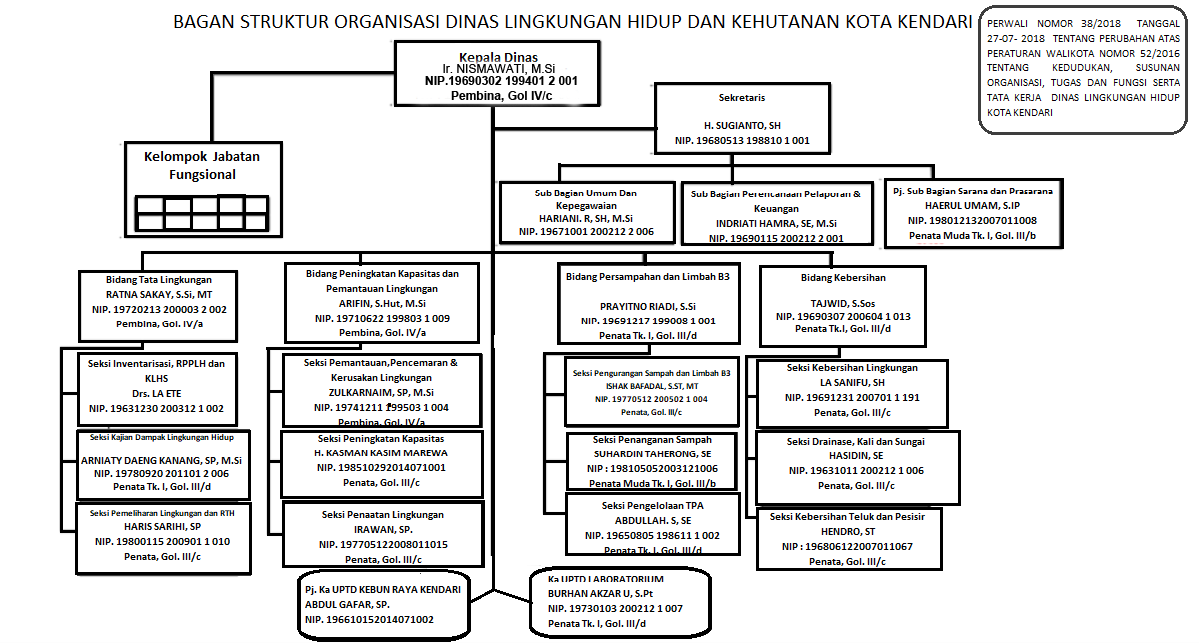 BAGAN STRUKTUR ORGANISASI DINAS LINGKUNGAN HIDUP DAN KEHUTANAN KOTA KENDARI
PERWALI NOMOR 38/2018 TANGGAL
27-07- 2018 TENTANG PERUBAHAN ATAS
PERATURAN WALIKOTA NOMOR 52/2016
TENTANG KEDUDUKAN, SUSUNAN
ORGANISASI, TUGAS DAN FUNGSI SERTA
TATA KERJA DINAS LINGKUNGAN HIDUP
KOTA KENDARI
Kepala Dinas
Ir. NISMAWATI, M.Si
NIP.19690302 199401 2 001
Pembina, Gol IV/c
Sekretaris
H. SUGIANTO, SH
NIP. 19680513 198810 1 001
Kelompok Jabatan
Fungsional
Sub Bagian Umum Dan
Kepegawaian
HARIANI. R, SH, M.Si
NIP. 19671001 200212 2 006
Sub Bagian Perencanaan Pelaporan &
Keuangan
INDRIATI HAMRA, SE, M.Si
NIP. 19690115 200212 2 001
Pj. Sub Bagian Sarana dan Prasarana
HAERUL UMAM, S.IP
NIP. 198012132007011008
Penata Muda Tk. I, Gol. III/b
Bidang Tata Lingkungan
RATNA SAKAY, S.Si, MT
NIP. 19720213 200003 2 002
Pembina, Gol. IV/a
Bidang Peningkatan Kapasitas dan
Pemantauan Lingkungan
ARIFIN, S.Hut, M.Si
NIP. 19710622 199803 1 009
Pembina, Gol. IV/a
Bidang Persampahan dan Limbah B3
PRAYITNO RIADI, S.Si
NIP. 19691217 199008 1 001
Penata Tk. I, Gol. III/d
Bidang Kebersihan
TAJWID, S.Sos
NIP. 19690307 200604 1 013
Penata Tk.I, Gol. III/d
Seksi Inventarisasi, RPPLH dan
KLHS
Drs. LA ETE
NIP. 19631230 200312 1 002
Seksi Pemantauan,Pencemaran &
Kerusakan Lingkungan
ZULKARNAIM, SP, M.Si
NIP. 19741211 199503 1 004
Pembina, Gol. IV/a
Seksi Pengurangan Sampah dan Limbah B3
ISHAK BAFADAL, S.ST, MT
NIP. 19770512 200502 1 004
Penata, Gol. III/c
Seksi Kebersihan Lingkungan
LA SANIFU, SH
NIP. 19691231 200701 1 191
Penata, Gol. III/c
Seksi Kajian Dampak Lingkungan Hidup
ARNIATY DAENG KANANG, SP, M.Si
NIP. 19780920 201101 2 006
Penata Tk. I, Gol. III/d
Seksi Peningkatan Kapasitas
H. KASMAN KASIM MAREWA
NIP. 198510292014071001
Penata, Gol. III/c
Seksi Penanganan Sampah
SUHARDIN TAHERONG, SE
NIP : 198105052003121006
Penata Muda Tk. I, Gol. III/b
Seksi Drainase, Kali dan Sungai
HASIDIN, SE
NIP. 19631011 200212 1 006
Penata, Gol. III/c
Seksi Pemeliharan Lingkungan dan RTH
HARIS SARIHI, SP
NIP. 19800115 200901 1 010
Penata, Gol. III/c
Seksi Penaatan Lingkungan
IRAWAN, SP.
NIP. 197705122008011015
Penata, Gol. III/c
Seksi Pengelolaan TPA
ABDULLAH. S, SE
NIP. 19650805 198611 1 002
Penata Tk. I, Gol. III/d
Seksi Kebersihan Teluk dan Pesisir
HENDRO, ST
NIP : 196806122007011067
Penata, Gol. III/c
Pj. Ka UPTD KEBUN RAYA KENDARI
ABDUL GAFAR, SP.
NIP. 196610152014071002
Ka UPTD LABORATORIUM
BURHAN AKZAR U, S.Pt
NIP. 19730103 200212 1 007
Penata Tk. I, Gol. III/d